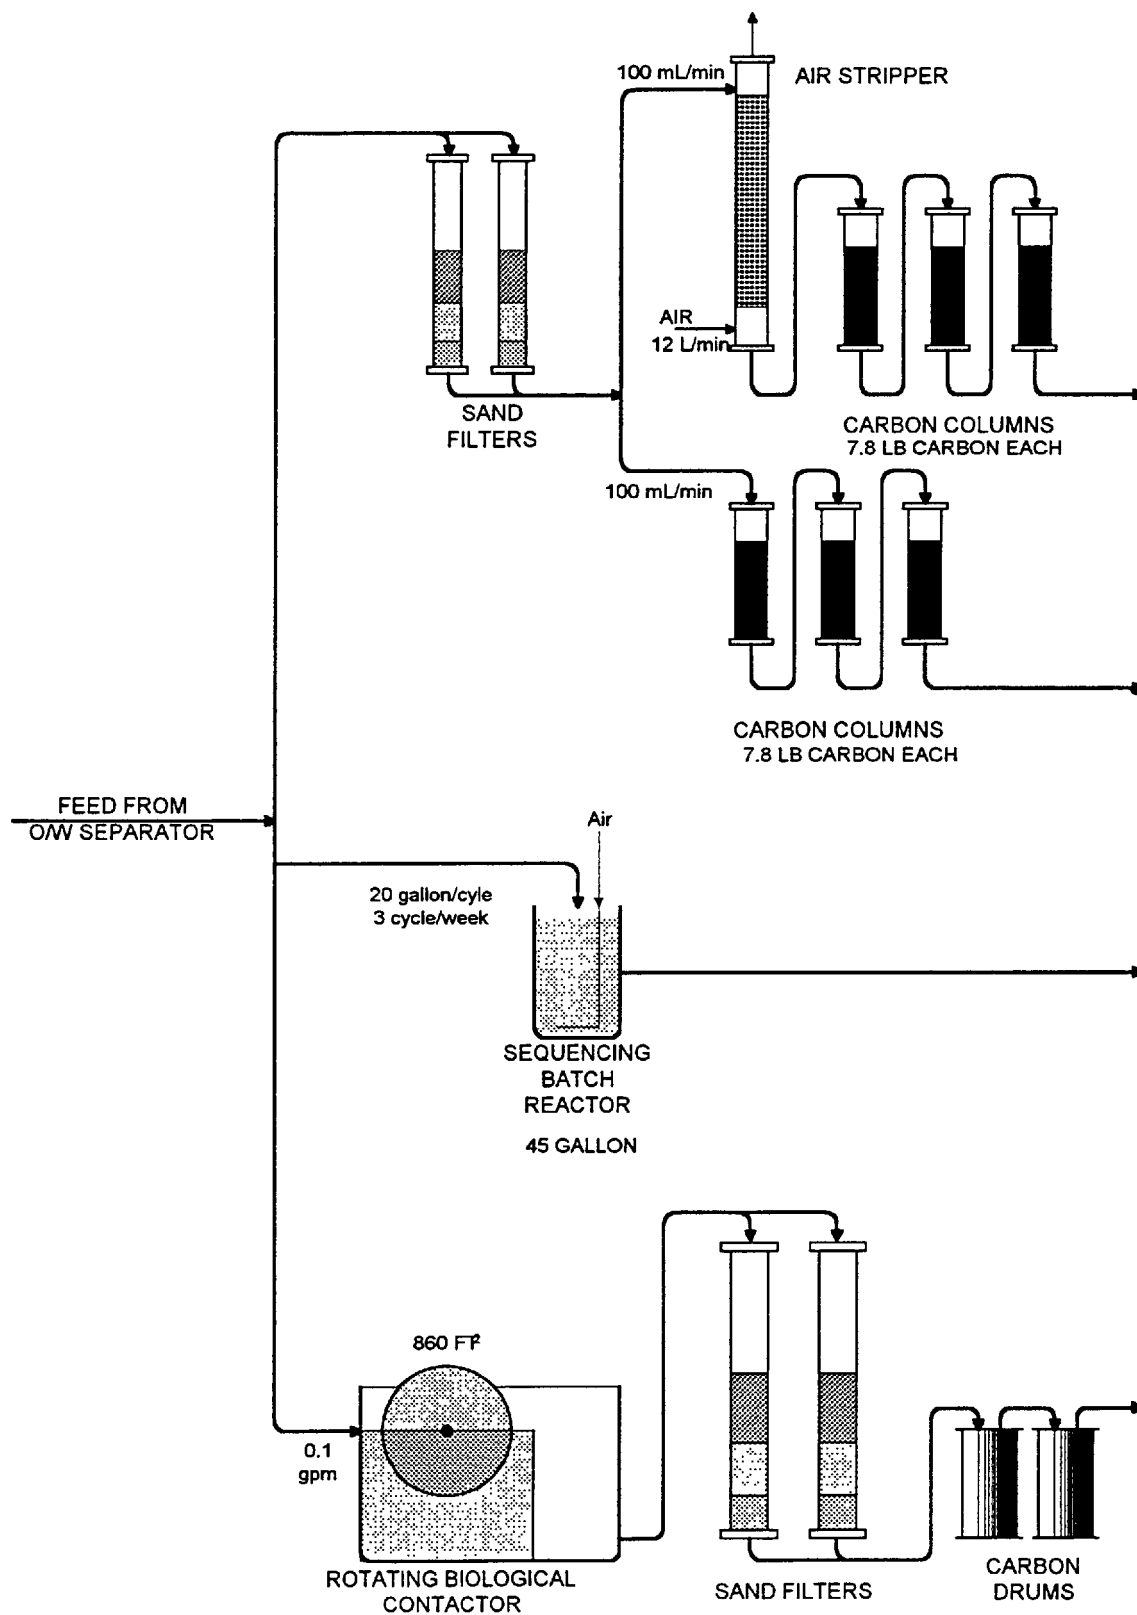 100 mL/min
AIR STRIPPER
AIR
12 L/min
SAND
FILTERS
CARBON COLUMNS
7.8 LB CARBON EACH
100 mL/min
CARBON COLUMNS
7.8 LB CARBON EACH
FEED FROM
O/W SEPARATOR
Air
20 gallon/cyle
3 cycle/week
SEQUENCING
BATCH
REACTOR
45 GALLON
860 FT²
0.1
gpm
ROTATING BIOLOGICAL
CONTACTOR
SAND FILTERS
CARBON
DRUMS